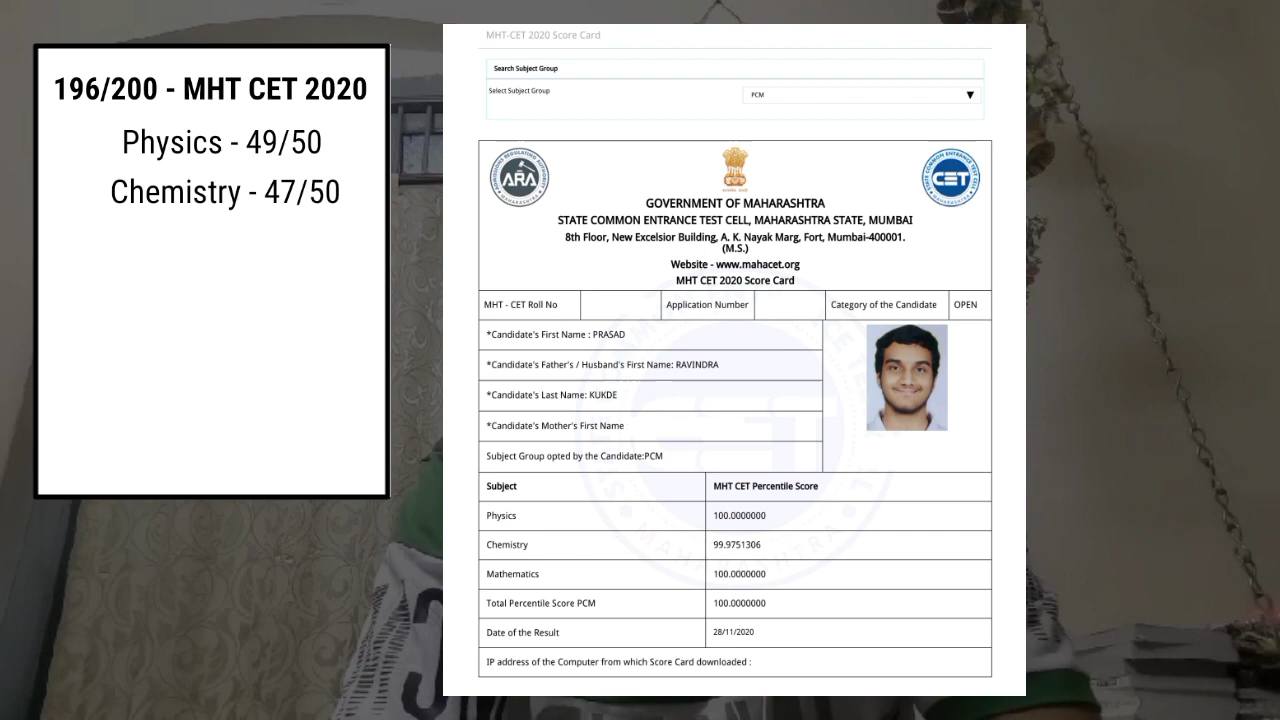 196/200 - MHT CET 2020
Physics - 49/50
Chemistry - 47/50
MHT-CET 2020 Score Card
Search Subject Group
Select Subject Group
PCM
ARA
CET
GOVERNMENT OF MAHARASHTRA
STATE COMMON ENTRANCE TEST CELL, MAHARASHTRA STATE, MUMBAI
8th Floor, New Excelsior Building, A. K. Nayak Marg, Fort, Mumbai-400001.
(M.S.)
Website - www.mahacet.org
MHT CET 2020 Score Card
MHT - CET Roll No
Application Number
Category of the Candidate
OPEN
*Candidate's First Name : PRASAD
*Candidate's Father's / Husband's First Name: RAVINDRA
*Candidate's Last Name: KUKDE
*Candidate's Mother's First Name
Subject Group opted by the Candidate:PCM
Subject
MHT CET Percentile Score
Physics
100.0000000
Chemistry
99.9751306
Mathematics
100.0000000
Total Percentile Score PCM
100.0000000
Date of the Result
28/11/2020
IP address of the Computer from which Score Card downloaded :